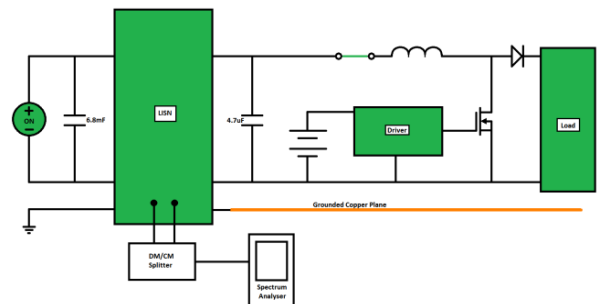 +
ON
6.8mF
LISN
4.7uF
Driver
Load
Grounded Copper Plane
DM/CM
Splitter
Spectrum
Analyser